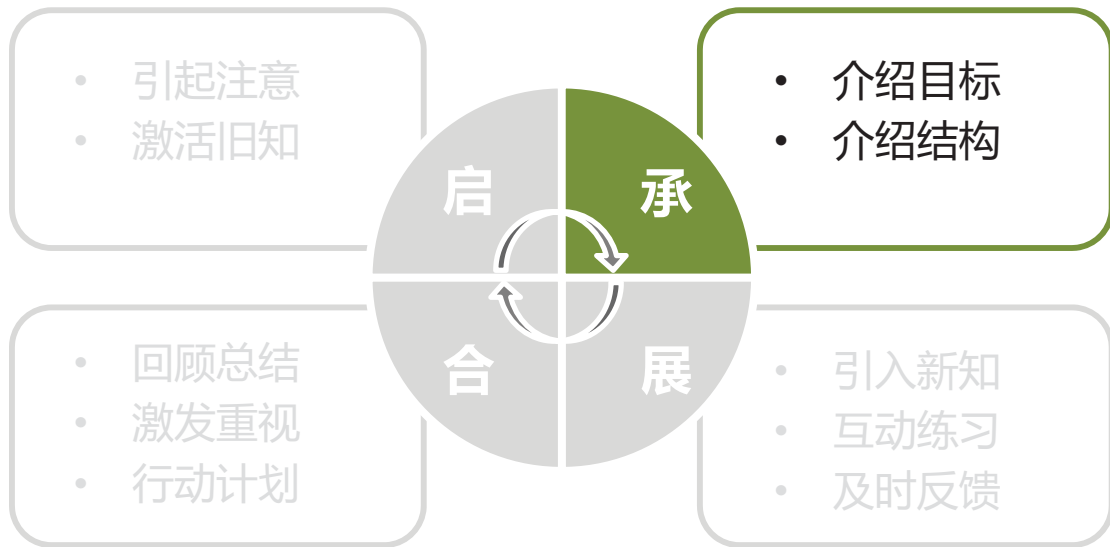 • 引起注意
• 激活旧知
• 介绍目标
• 介绍结构
启
承
合
展
• 回顾总结
• 激发重视
• 行动计划
• 引入新知
• 互动练习
• 及时反馈